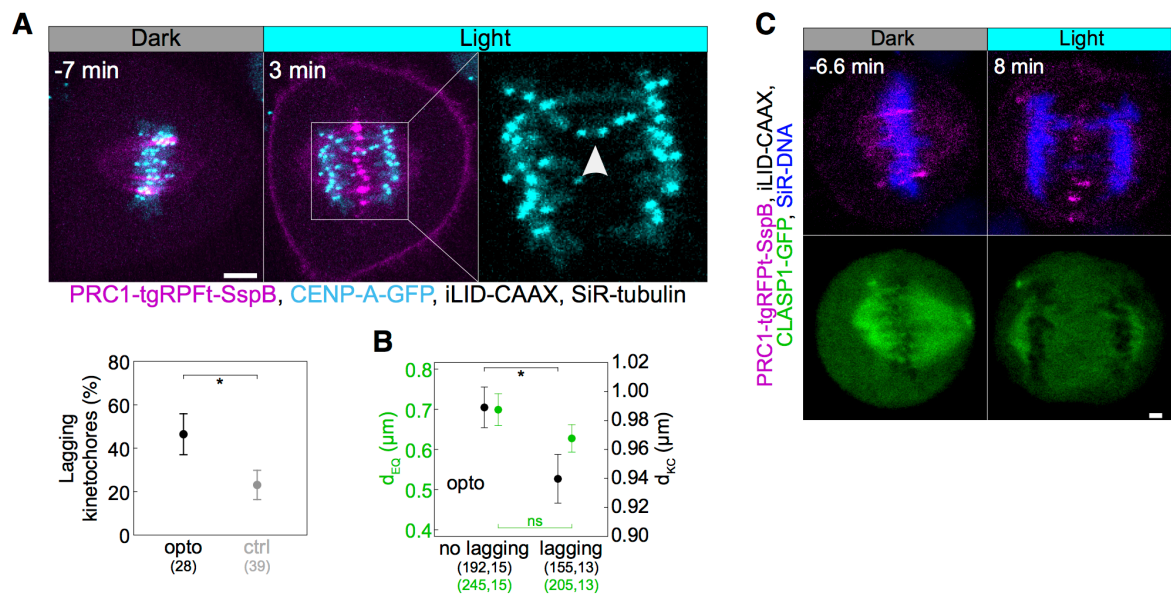 A
Dark
Light
-7 min
3 min
PRC1-tgRPFt-SspB, CENP-A-GFP, iLID-CAAX, SiR-tubulin
Lagging
kinetochores (%)
80
60
40
20
0
*
opto
ctrl
(28)
(39)
B
d_EQ (µm)
0.8
0.7
0.6
0.5
0.4
*
opto
ns
1.02
1.00
0.98
0.96
0.94
0.92
0.90
d_KC (µm)
no lagging
lagging
(192,15)
(155,13)
(245,15)
(205,13)
C
Dark
Light
-6.6 min
8 min
PRC1-tgRFPt-SspB, iLID-CAAX,
CLASP1-GFP, SiR-DNA